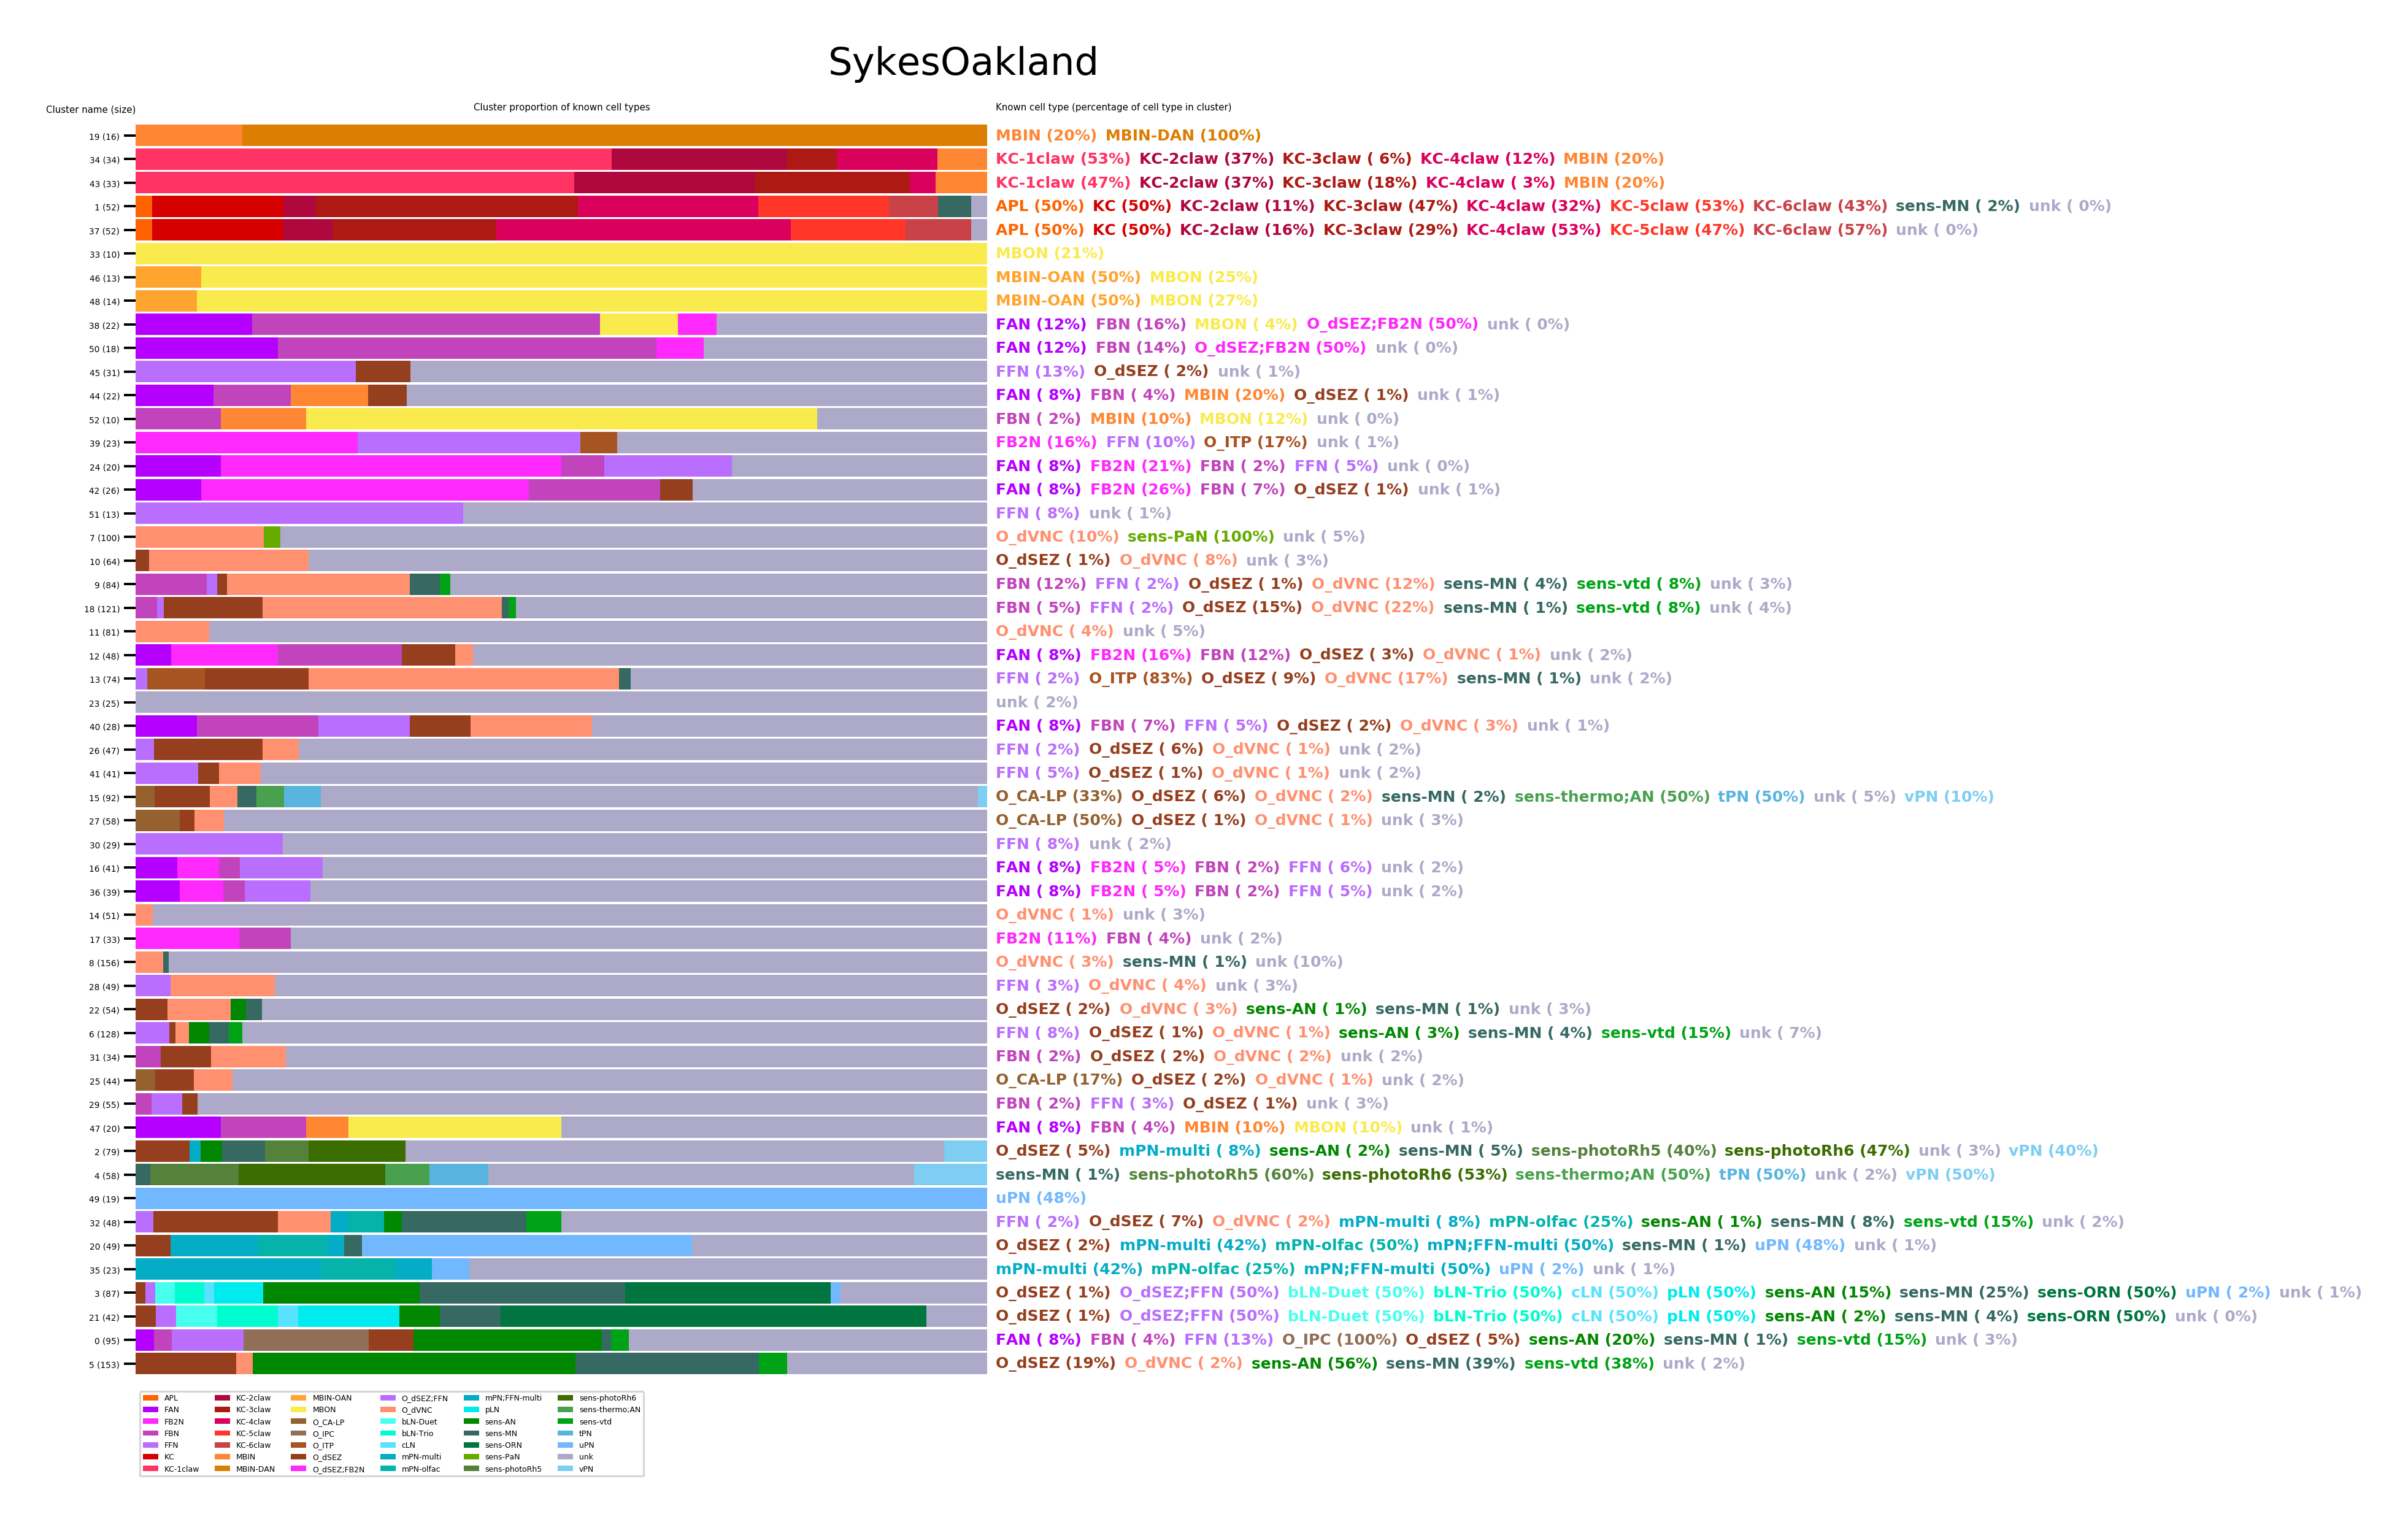 SykesOakland
Cluster name (size) Cluster proportion of known cell types Known cell type (percentage of cell type in cluster)
19 (16) MBIN (20%) MBIN-DAN (100%)
34 (34) KC-1claw (53%) KC-2claw (37%) KC-3claw ( 6%) KC-4claw (12%) MBIN (20%)
43 (33) KC-1claw (47%) KC-2claw (37%) KC-3claw (18%) KC-4claw ( 3%) MBIN (20%)
1 (52) APL (50%) KC (50%) KC-2claw (11%) KC-3claw (47%) KC-4claw (32%) KC-5claw (53%) KC-6claw (43%) sens-MN ( 2%) unk ( 0%)
37 (52) APL (50%) KC (50%) KC-2claw (16%) KC-3claw (29%) KC-4claw (53%) KC-5claw (47%) KC-6claw (57%) unk ( 0%)
33 (10) MBON (21%)
46 (13) MBIN-OAN (50%) MBON (25%)
48 (14) MBIN-OAN (50%) MBON (27%)
38 (22) FAN (12%) FBN (16%) MBON ( 4%) O_dSEZ;FB2N (50%) unk ( 0%)
50 (18) FAN (12%) FBN (14%) O_dSEZ;FB2N (50%) unk ( 0%)
45 (31) FFN (13%) O_dSEZ ( 2%) unk ( 1%)
44 (22) FAN ( 8%) FBN ( 4%) MBIN (20%) O_dSEZ ( 1%) unk ( 1%)
52 (10) FBN ( 2%) MBIN (10%) MBON (12%) unk ( 0%)
39 (23) FB2N (16%) FFN (10%) O_ITP (17%) unk ( 1%)
24 (20) FAN ( 8%) FB2N (21%) FBN ( 2%) FFN ( 5%) unk ( 0%)
42 (26) FAN ( 8%) FB2N (26%) FBN ( 7%) O_dSEZ ( 1%) unk ( 1%)
51 (13) FFN ( 8%) unk ( 1%)
7 (100) O_dVNC (10%) sens-PaN (100%) unk ( 5%)
10 (64) O_dSEZ ( 1%) O_dVNC ( 8%) unk ( 3%)
9 (84) FBN (12%) FFN ( 2%) O_dSEZ ( 1%) O_dVNC (12%) sens-MN ( 4%) sens-vtd ( 8%) unk ( 3%)
18 (121) FBN ( 5%) FFN ( 2%) O_dSEZ (15%) O_dVNC (22%) sens-MN ( 1%) sens-vtd ( 8%) unk ( 4%)
11 (81) O_dVNC ( 4%) unk ( 5%)
12 (48) FAN ( 8%) FB2N (16%) FBN (12%) O_dSEZ ( 3%) O_dVNC ( 1%) unk ( 2%)
13 (74) FFN ( 2%) O_ITP (83%) O_dSEZ ( 9%) O_dVNC (17%) sens-MN ( 1%) unk ( 2%)
23 (25) unk ( 2%)
40 (28) FAN ( 8%) FBN ( 7%) FFN ( 5%) O_dSEZ ( 2%) O_dVNC ( 3%) unk ( 1%)
26 (47) FFN ( 2%) O_dSEZ ( 6%) O_dVNC ( 1%) unk ( 2%)
41 (41) FFN ( 5%) O_dSEZ ( 1%) O_dVNC ( 1%) unk ( 2%)
15 (92) O_CA-LP (33%) O_dSEZ ( 6%) O_dVNC ( 2%) sens-MN ( 2%) sens-thermo;AN (50%) tPN (50%) unk ( 5%) vPN (10%)
27 (58) O_CA-LP (50%) O_dSEZ ( 1%) O_dVNC ( 1%) unk ( 3%)
30 (29) FFN ( 8%) unk ( 2%)
16 (41) FAN ( 8%) FB2N ( 5%) FBN ( 2%) FFN ( 6%) unk ( 2%)
36 (39) FAN ( 8%) FB2N ( 5%) FBN ( 2%) FFN ( 5%) unk ( 2%)
14 (51) O_dVNC ( 1%) unk ( 3%)
17 (33) FB2N (11%) FBN ( 4%) unk ( 2%)
8 (156) O_dVNC ( 3%) sens-MN ( 1%) unk (10%)
28 (49) FFN ( 3%) O_dVNC ( 4%) unk ( 3%)
22 (54) O_dSEZ ( 2%) O_dVNC ( 3%) sens-AN ( 1%) sens-MN ( 1%) unk ( 3%)
6 (128) FFN ( 8%) O_dSEZ ( 1%) O_dVNC ( 1%) sens-AN ( 3%) sens-MN ( 4%) sens-vtd (15%) unk ( 7%)
31 (34) FBN ( 2%) O_dSEZ ( 2%) O_dVNC ( 2%) unk ( 2%)
25 (44) O_CA-LP (17%) O_dSEZ ( 2%) O_dVNC ( 1%) unk ( 2%)
29 (55) FBN ( 2%) FFN ( 3%) O_dSEZ ( 1%) unk ( 3%)
47 (20) FAN ( 8%) FBN ( 4%) MBIN (10%) MBON (10%) unk ( 1%)
2 (79) O_dSEZ ( 5%) mPN-multi ( 8%) sens-AN ( 2%) sens-MN ( 5%) sens-photoRh5 (40%) sens-photoRh6 (47%) unk ( 3%) vPN (40%)
4 (58) sens-MN ( 1%) sens-photoRh5 (60%) sens-photoRh6 (53%) sens-thermo;AN (50%) tPN (50%) unk ( 2%) vPN (50%)
49 (19) uPN (48%)
32 (48) FFN ( 2%) O_dSEZ ( 7%) O_dVNC ( 2%) mPN-multi ( 8%) mPN-olfac (25%) sens-AN ( 1%) sens-MN ( 8%) sens-vtd (15%) unk ( 2%)
20 (49) O_dSEZ ( 2%) mPN-multi (42%) mPN-olfac (50%) mPN;FFN-multi (50%) sens-MN ( 1%) uPN (48%) unk ( 1%)
35 (23) mPN-multi (42%) mPN-olfac (25%) mPN;FFN-multi (50%) uPN ( 2%) unk ( 1%)
3 (87) O_dSEZ ( 1%) O_dSEZ;FFN (50%) bLN-Duet (50%) bLN-Trio (50%) cLN (50%) pLN (50%) sens-AN (15%) sens-MN (25%) sens-ORN (50%) uPN ( 2%) unk ( 1%)
21 (42) O_dSEZ ( 1%) O_dSEZ;FFN (50%) bLN-Duet (50%) bLN-Trio (50%) cLN (50%) pLN (50%) sens-AN ( 2%) sens-MN ( 4%) sens-ORN (50%) unk ( 0%)
0 (95) FAN ( 8%) FBN ( 4%) FFN (13%) O_IPC (100%) O_dSEZ ( 5%) sens-AN (20%) sens-MN ( 1%) sens-vtd (15%) unk ( 3%)
5 (153) O_dSEZ (19%) O_dVNC ( 2%) sens-AN (56%) sens-MN (39%) sens-vtd (38%) unk ( 2%)
APL KC-2claw MBIN-OAN O_dSEZ;FFN mPN;FFN-multi sens-photoRh6
FAN KC-3claw MBON O_dVNC pLN sens-thermo;AN
FB2N KC-4claw O_CA-LP bLN-Duet sens-AN sens-vtd
FBN KC-5claw O_IPC bLN-Trio sens-MN tPN
FFN KC-6claw O_ITP cLN sens-ORN uPN
KC MBIN O_dSEZ mPN-multi sens-PaN unk
KC-1claw MBIN-DAN O_dSEZ;FB2N mPN-olfac sens-photoRh5 vPN